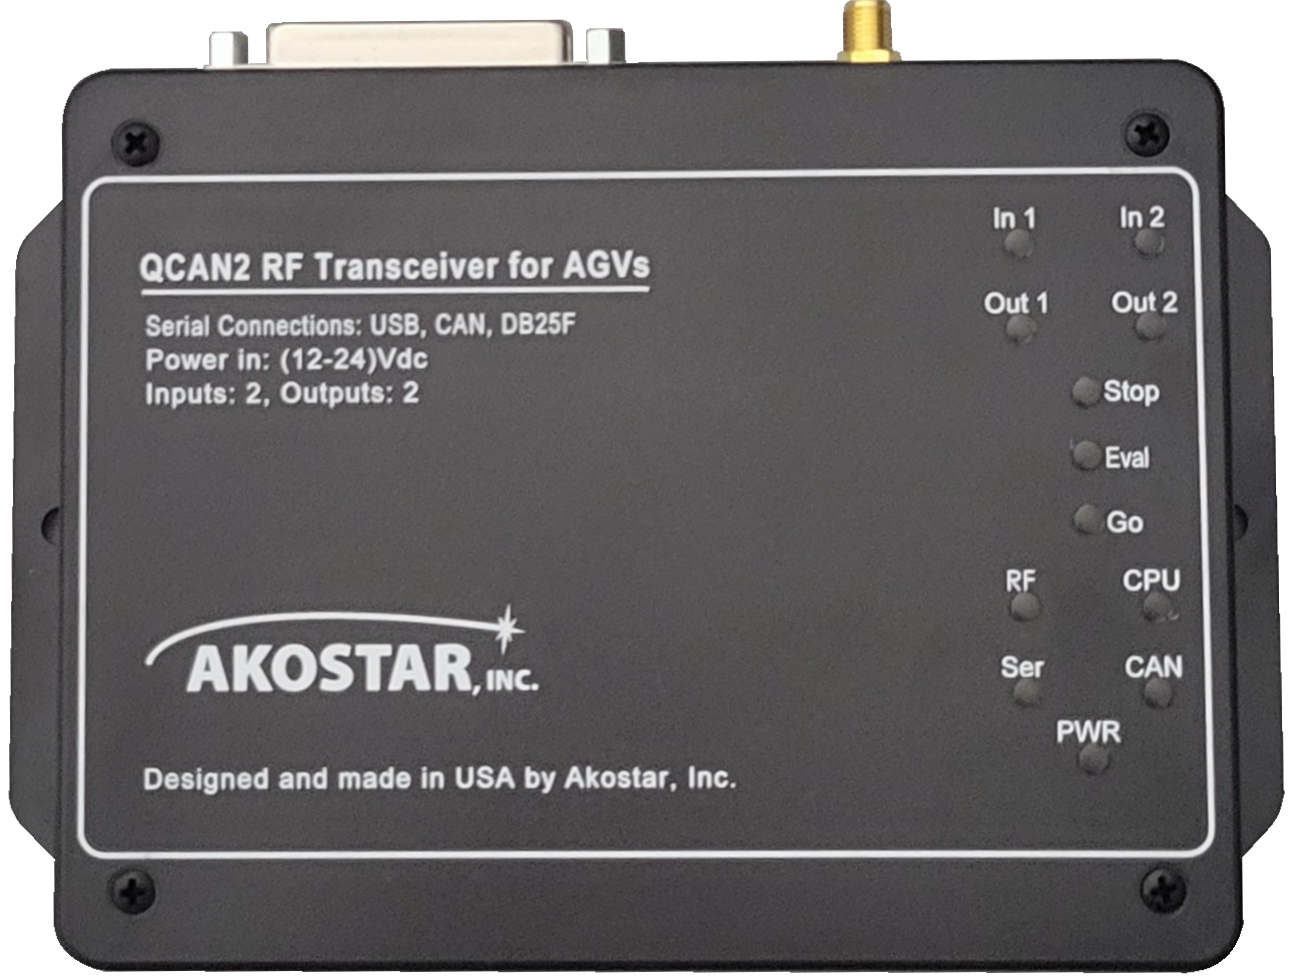 In 1 In 2
QCAN2 RF Transceiver for AGVs
Out 1 Out 2
Serial Connections: USB, CAN, DB25F
Power in: (12-24)Vdc
Inputs: 2, Outputs: 2
Stop
Eval
Go
RF CPU
AKOSTAR, INC.
Ser CAN
PWR
Designed and made in USA by Akostar, Inc.